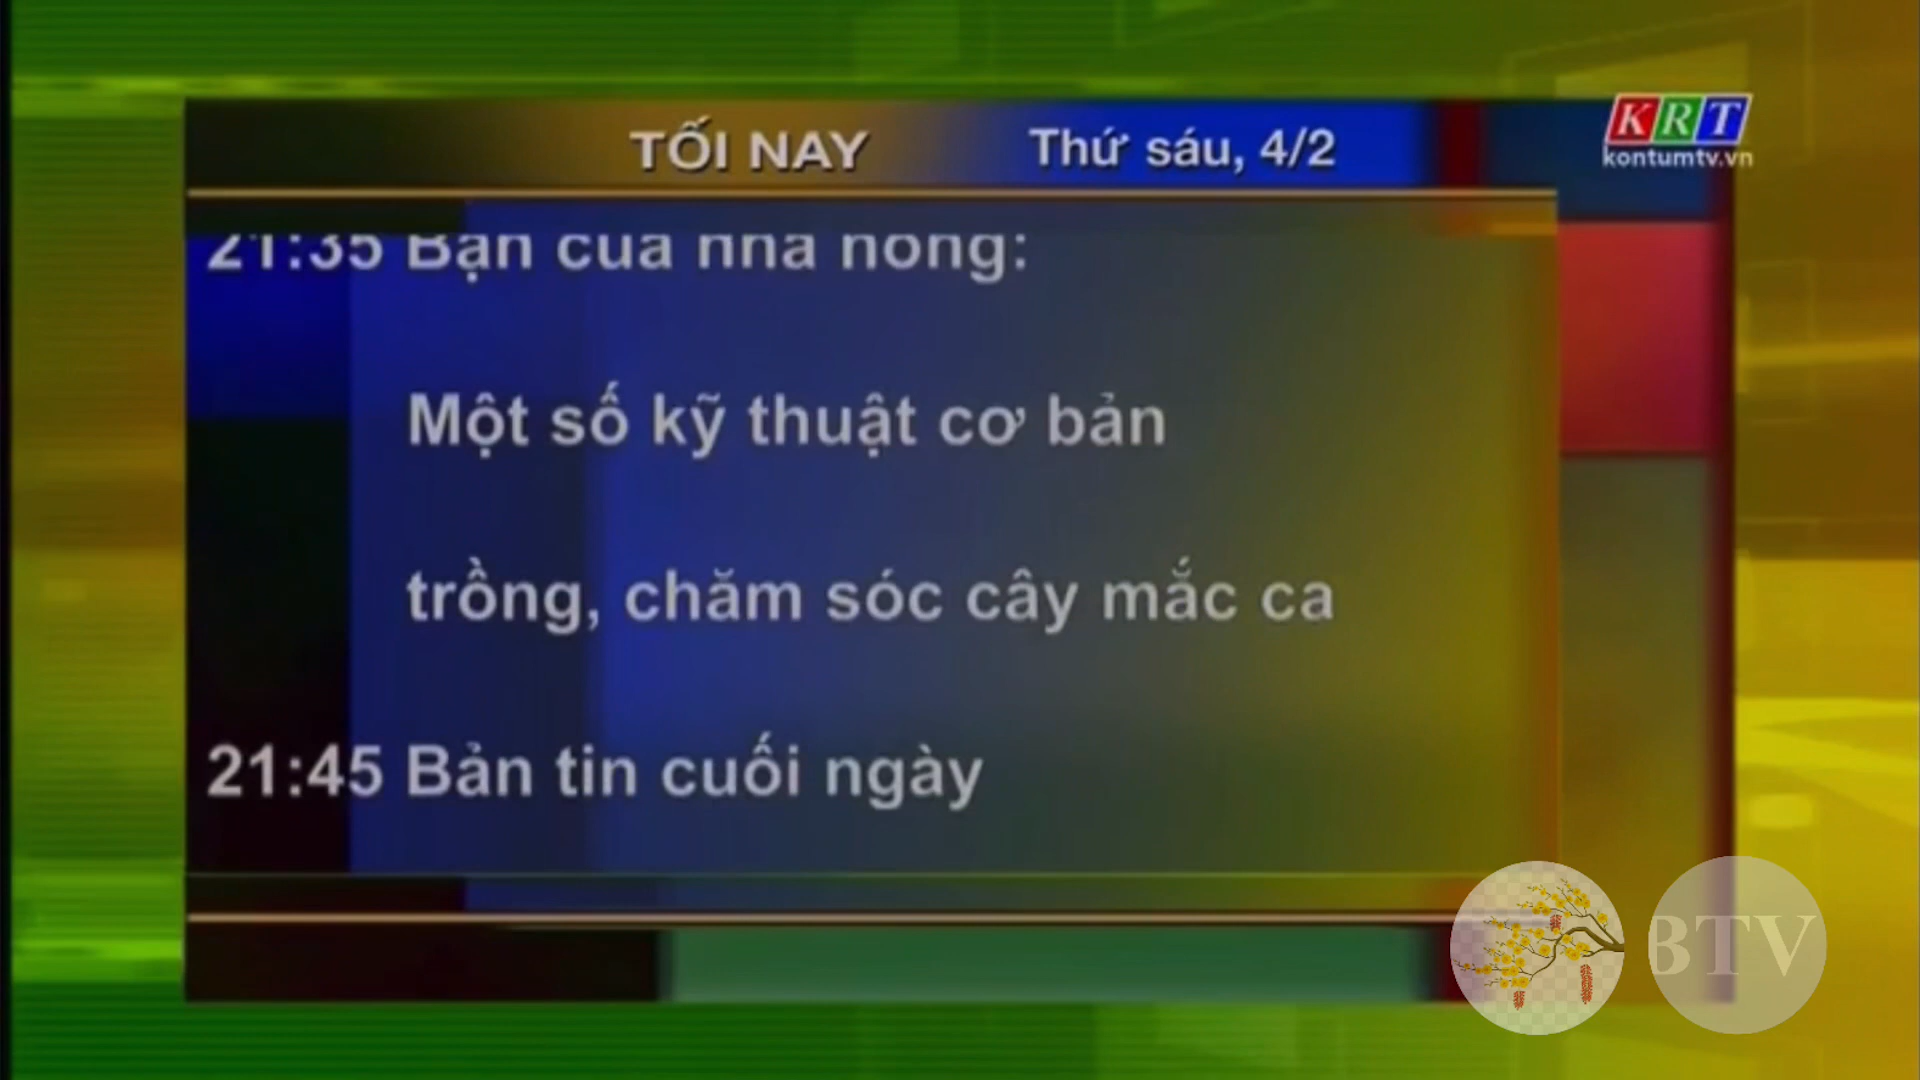 TỐI NAY Thứ sáu, 4/2
KRT
kontumtv.vn
21:35 Bạn của nhà nông:
Một số kỹ thuật cơ bản
trồng, chăm sóc cây mắc ca
21:45 Bản tin cuối ngày
BTV